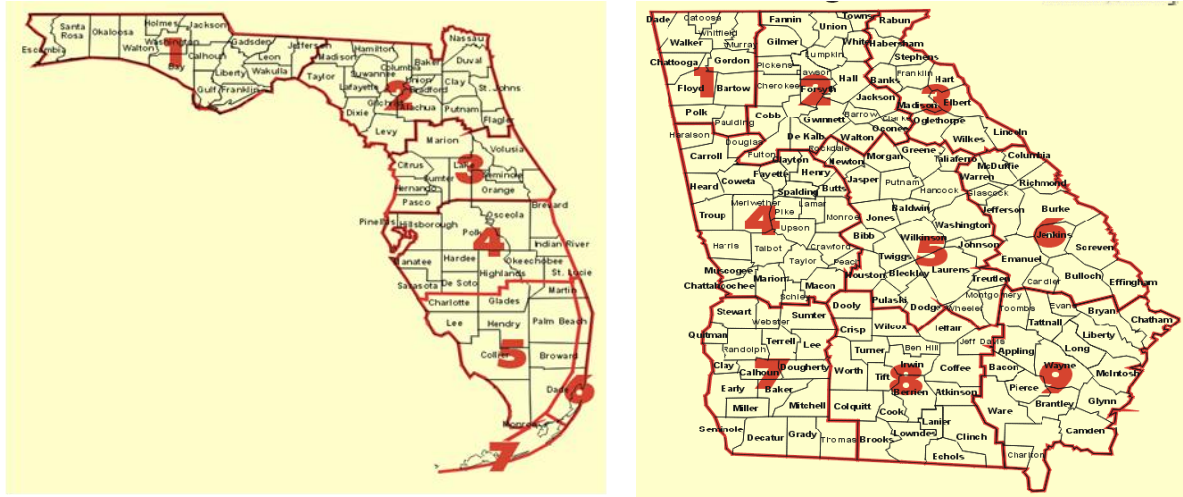 Santa
Rosa
Okaloosa
Escambia
Walton
Holmes
Jackson
Washington
1
Bay
Calhoun
Gadsden
Leon
Jefferson
Liberty
Wakulla
Gulf
Franklin
Madison
Hamilton
Taylor
Suwannee
Columbia
Lafayette
Baker
Nassau
Duval
Union
Bradford
Clay
St. Johns
2
Gilchrist
Alachua
Putnam
Dixie
Flagler
Levy
Marion
Volusia
Citrus
Lake
3
Sumter
Seminole
Hernando
Orange
Pasco
Brevard
Pinellas
Hillsborough
Osceola
Polk
4
Indian River
Manatee
Hardee
Okeechobee
Highlands
St. Lucie
Sarasota
De Soto
Martin
Charlotte
Glades
Lee
Hendry
Palm Beach
5
Collier
Broward
Dade
6
Monroe
7
Dade
Catoosa
Whitfield
Walker
Murray
Chattooga
Gordon
1
Floyd
Bartow
Polk
Paulding
Haralson
Douglas
Fannin
Union
Towns
Rabun
Gilmer
White
Habersham
Lumpkin
Stephens
Pickens
Dawson
Hall
Banks
Franklin
Hart
Cherokee
Forsyth
2
Jackson
Madison
3
Elbert
Cobb
Gwinnett
Barrow
Clarke
Oglethorpe
Oconee
De Kalb
Walton
Wilkes
Lincoln
Carroll
Fulton
Rockdale
Clayton
Newton
Morgan
Greene
Taliaferro
McDuffie
Columbia
Fayette
Henry
Warren
Richmond
Heard
Coweta
Spalding
Butts
Jasper
Putnam
Hancock
Glascock
Jefferson
Burke
Troup
Meriwether
4
Pike
Lamar
Monroe
Jones
Baldwin
Washington
Jenkins
6
Upson
Bibb
Wilkinson
Johnson
Screven
Harris
Talbot
Crawford
Twiggs
5
Emanuel
Taylor
Peach
Laurens
Muscogee
Marion
Houston
Bleckley
Treutlen
Candler
Bulloch
Effingham
Chattahoochee
Macon
Schley
Pulaski
Dodge
Wheeler
Montgomery
Toombs
Evans
Bryan
Chatham
Stewart
Webster
Sumter
Dooly
Crisp
Wilcox
Telfair
Jeff Davis
Tattnall
Liberty
Quitman
Randolph
Terrell
Lee
Turner
Ben Hill
Appling
Long
Clay
Calhoun
7
Dougherty
Worth
Tift
Irwin
8
Coffee
Bacon
Wayne
9
McIntosh
Early
Baker
Berrien
Atkinson
Pierce
Brantley
Glynn
Miller
Mitchell
Colquitt
Cook
Lanier
Ware
Seminole
Decatur
Grady
Thomas
Brooks
Lowndes
Clinch
Camden
Echols
Charlton